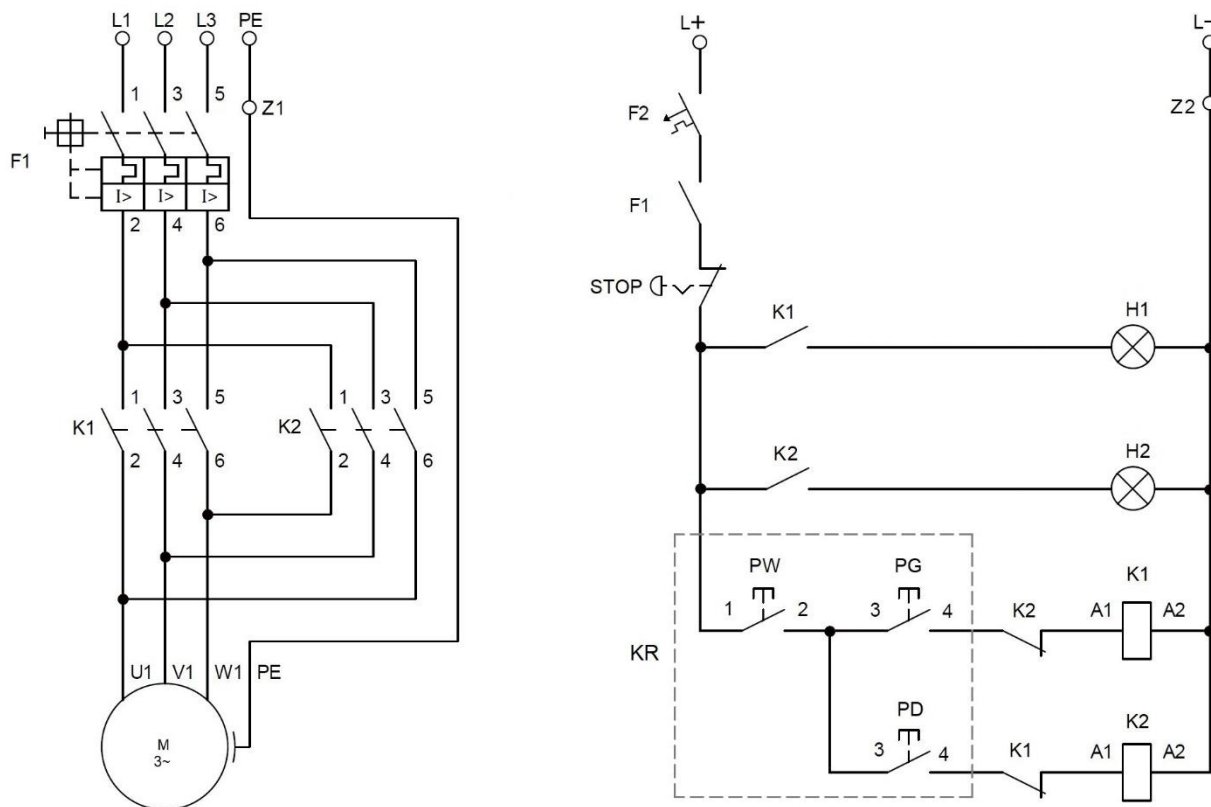 L1 L2 L3 PE
1 3 5
Z1
F1
I> I> I>
2 4 6
1 3 5 1 3 5
K1 K2
2 4 6 2 4 6
U1 V1 W1 PE
M
3~
L+ L-
F2 Z2
F1
STOP
K1 H1
K2 H2
PW PG K1
1 2 3 4 K2 A1 A2
KR
PD K2
3 4 K1 A1 A2